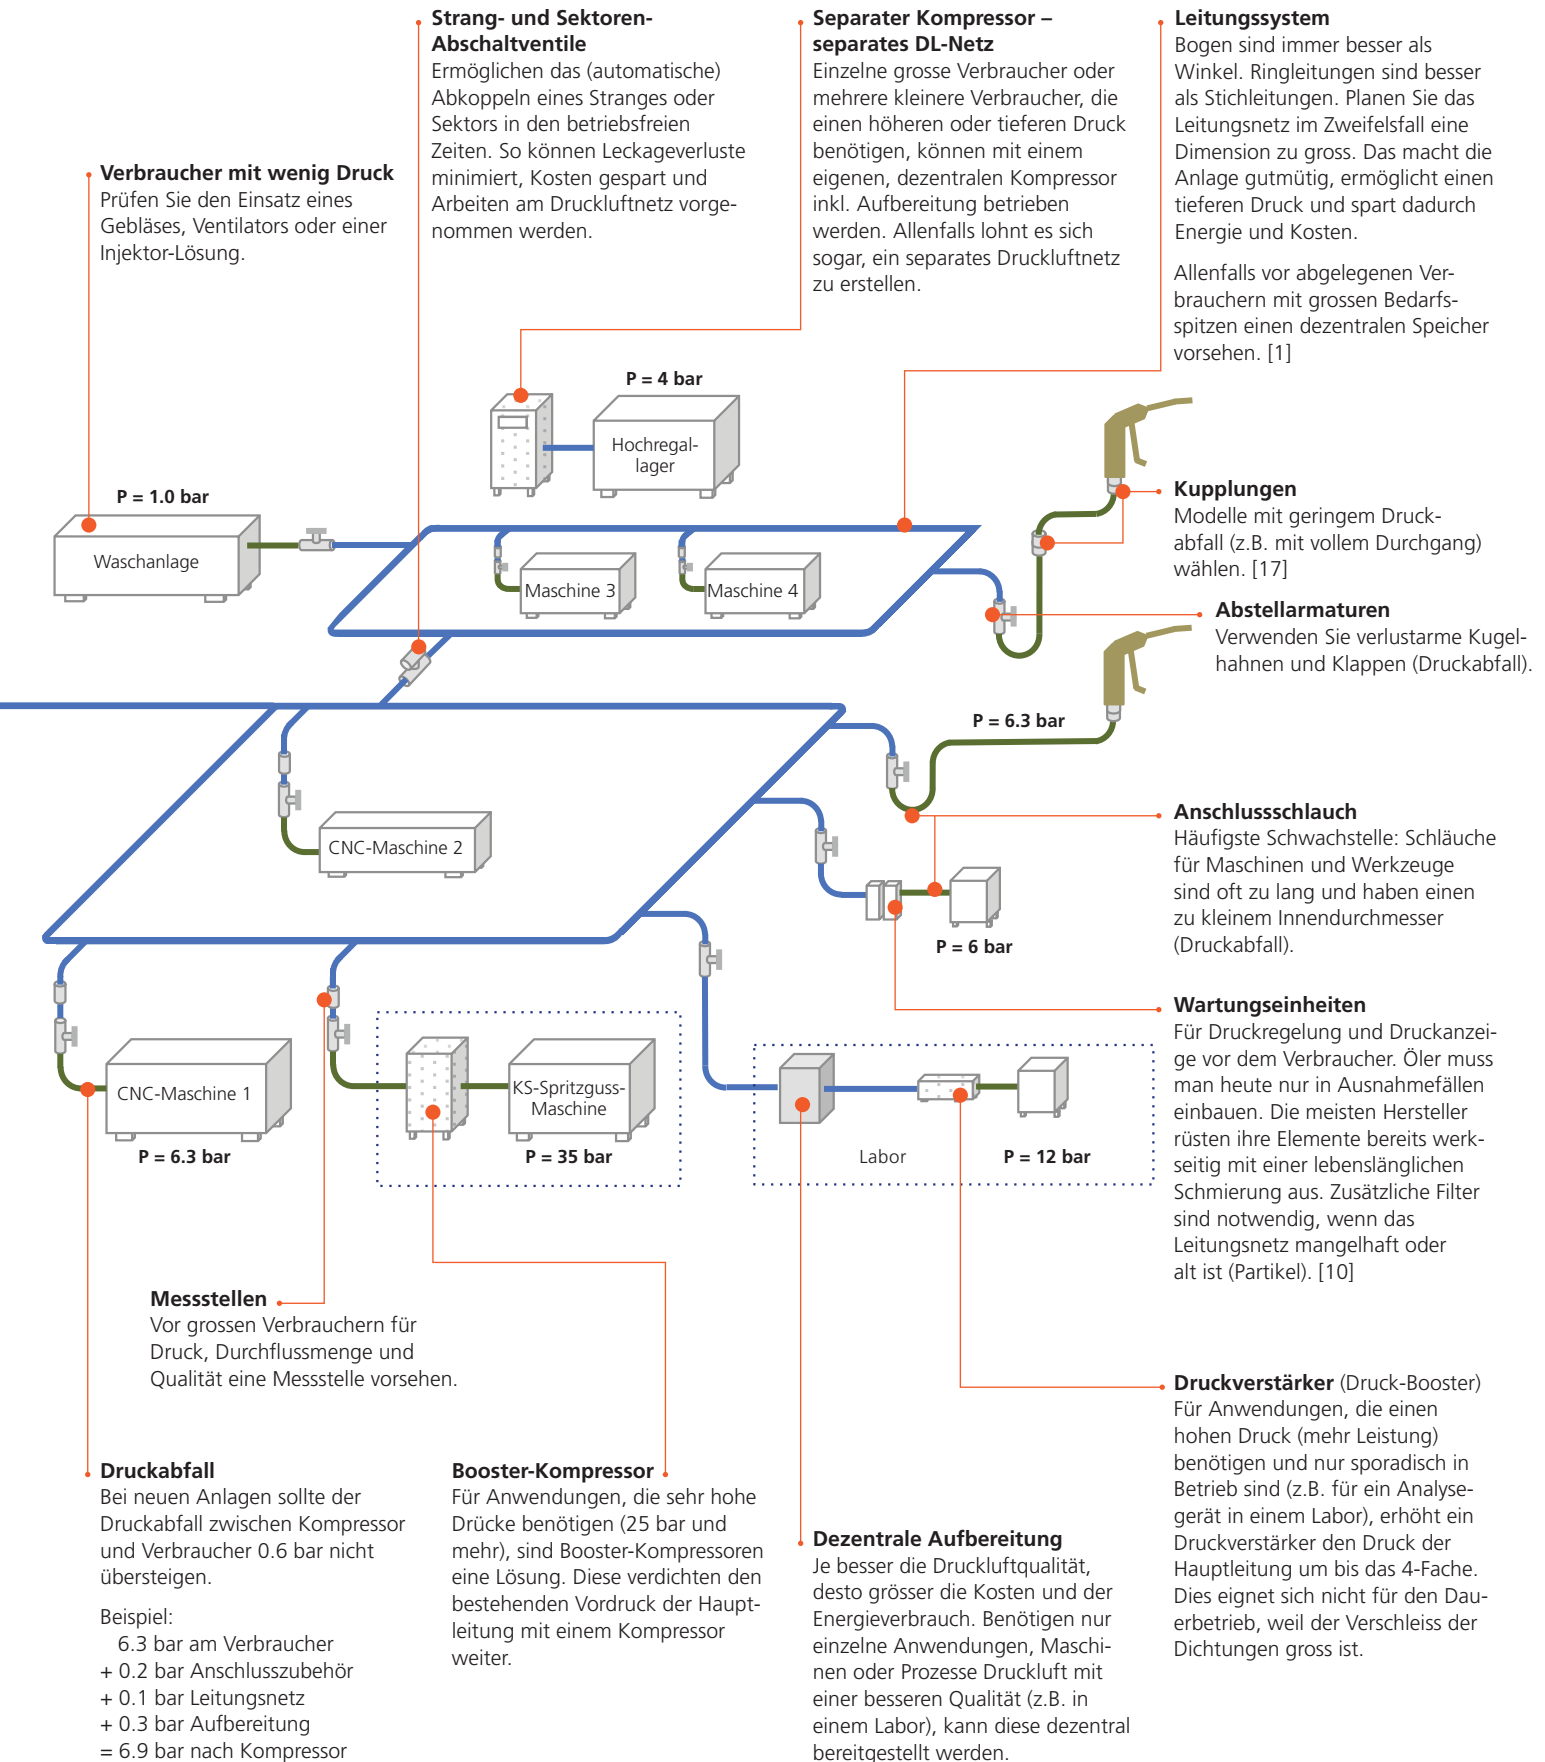 Strang- und Sektoren-
Abschaltventile
Ermöglichen das (automatische)
Abkoppeln eines Stranges oder
Sektors in den betriebsfreien
Zeiten. So können Leckageverluste
minimiert, Kosten gespart und
Arbeiten am Druckluftnetz vorge-
nommen werden.
Separater Kompressor –
separates DL-Netz
Einzelne grosse Verbraucher oder
mehrere kleinere Verbraucher, die
einen höheren oder tieferen Druck
benötigen, können mit einem
eigenen, dezentralen Kompressor
inkl. Aufbereitung betrieben
werden. Allenfalls lohnt es sich
sogar, ein separates Druckluftnetz
zu erstellen.
Leitungssystem
Bogen sind immer besser als
Winkel. Ringleitungen sind besser
als Stichleitungen. Planen Sie das
Leitungsnetz im Zweifelsfall eine
Dimension zu gross. Das macht die
Anlage gutmütig, ermöglicht einen
tieferen Druck und spart dadurch
Energie und Kosten.
Allenfalls vor abgelegenen Ver-
brauchern mit grossen Bedarfs-
spitzen einen dezentralen Speicher
vorsehen. [1]
Verbraucher mit wenig Druck
Prüfen Sie den Einsatz eines
Gebläses, Ventilators oder einer
Injektor-Lösung.
P = 4 bar
Hochregal-
lager
P = 1.0 bar
Waschanlage
Maschine 3
Maschine 4
Kupplungen
Modelle mit geringem Druck-
abfall (z.B. mit vollem Durchgang)
wählen. [17]
Abstellarmaturen
Verwenden Sie verlustarme Kugel-
hahnen und Klappen (Druckabfall).
P = 6.3 bar
CNC-Maschine 2
Anschlussschlauch
Häufigste Schwachstelle: Schläuche
für Maschinen und Werkzeuge
sind oft zu lang und haben einen
zu kleinem Innendurchmesser
(Druckabfall).
P = 6 bar
Wartungseinheiten
Für Druckregelung und Druckanzei-
ge vor dem Verbraucher. Öler muss
man heute nur in Ausnahmefällen
einbauen. Die meisten Hersteller
rüsten ihre Elemente bereits werk-
seitig mit einer lebenslänglichen
Schmierung aus. Zusätzliche Filter
sind notwendig, wenn das
Leitungsnetz mangelhaft oder
alt ist (Partikel). [10]
CNC-Maschine 1
P = 6.3 bar
KS-Spritzguss-
Maschine
P = 35 bar
Labor
P = 12 bar
Messstellen
Vor grossen Verbrauchern für
Druck, Durchflussmenge und
Qualität eine Messstelle vorsehen.
Druckabfall
Bei neuen Anlagen sollte der
Druckabfall zwischen Kompressor
und Verbraucher 0.6 bar nicht
übersteigen.
Beispiel:
6.3 bar am Verbraucher
+ 0.2 bar Anschlusszubehör
+ 0.1 bar Leitungsnetz
+ 0.3 bar Aufbereitung
= 6.9 bar nach Kompressor
Booster-Kompressor
Für Anwendungen, die sehr hohe
Drücke benötigen (25 bar und
mehr), sind Booster-Kompressoren
eine Lösung. Diese verdichten den
bestehenden Vordruck der Haupt-
leitung mit einem Kompressor
weiter.
Dezentrale Aufbereitung
Je besser die Druckluftqualität,
desto grösser die Kosten und der
Energieverbrauch. Benötigen nur
einzelne Anwendungen, Maschi-
nen oder Prozesse Druckluft mit
einer besseren Qualität (z.B. in
einem Labor), kann diese dezentral
bereitgestellt werden.
Druckverstärker (Druck-Booster)
Für Anwendungen, die einen
hohen Druck (mehr Leistung)
benötigen und nur sporadisch in
Betrieb sind (z.B. für ein Analyse-
gerät in einem Labor), erhöht ein
Druckverstärker den Druck der
Hauptleitung um bis das 4-Fache.
Dies eignet sich nicht für den Dau-
erbetrieb, weil der Verschleiss der
Dichtungen gross ist.